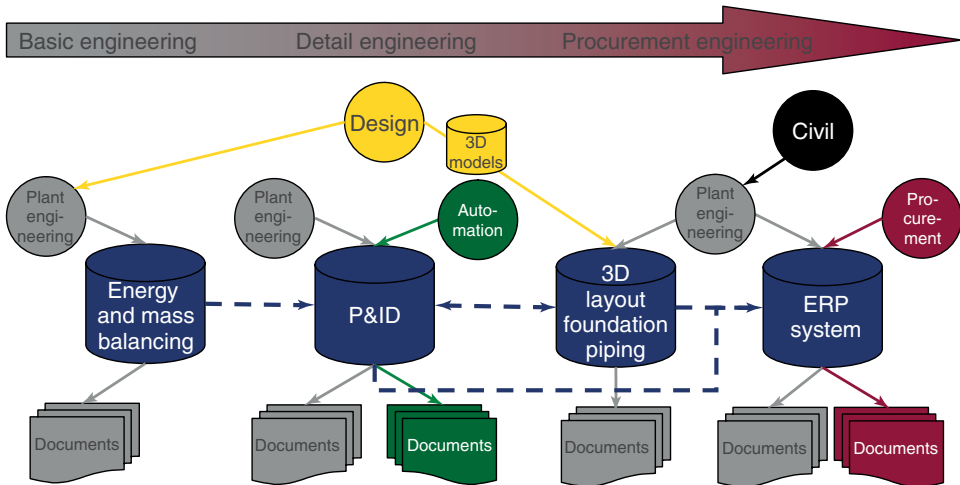 Basic engineering
Detail engineering
Procurement engineering
Design
3D
models
Civil
Plant
engi-
neering
Plant
engi-
neering
Auto-
mation
Plant
engi-
neering
Pro-
cure-
ment
Energy
and mass
balancing
P&ID
3D
layout
foundation
piping
ERP
system
Documents
Documents
Documents
Documents
Documents
Documents